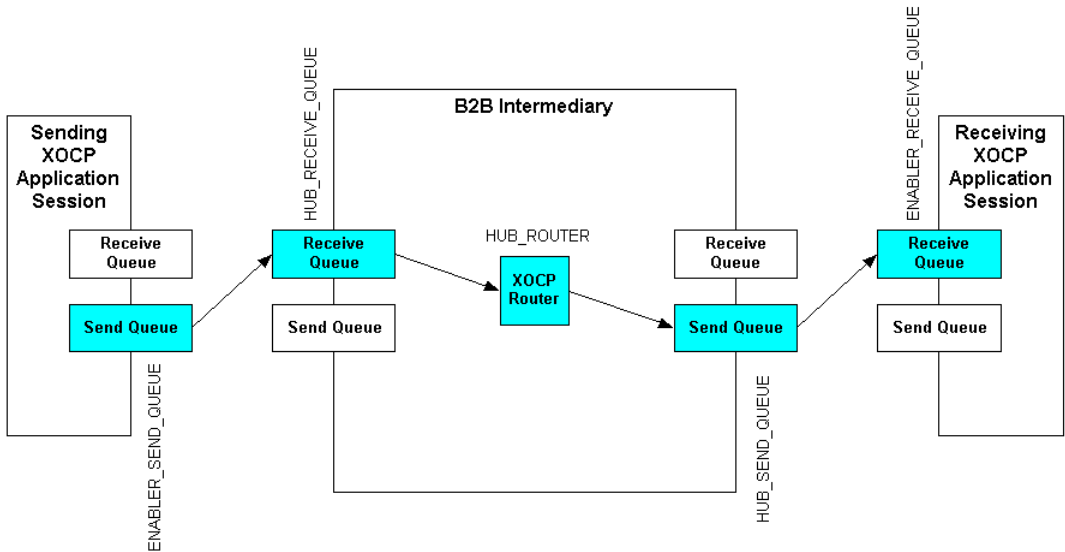 Sending
XOCP
Application
Session
Receive
Queue
Send Queue
ENABLER_SEND_QUEUE
HUB_RECEIVE_QUEUE
B2B Intermediary
Receive
Queue
Send Queue
HUB_ROUTER
XOCP
Router
Receive
Queue
Send Queue
HUB_SEND_QUEUE
ENABLER_RECEIVE_QUEUE
Receiving
XOCP
Application
Session
Receive
Queue
Send Queue